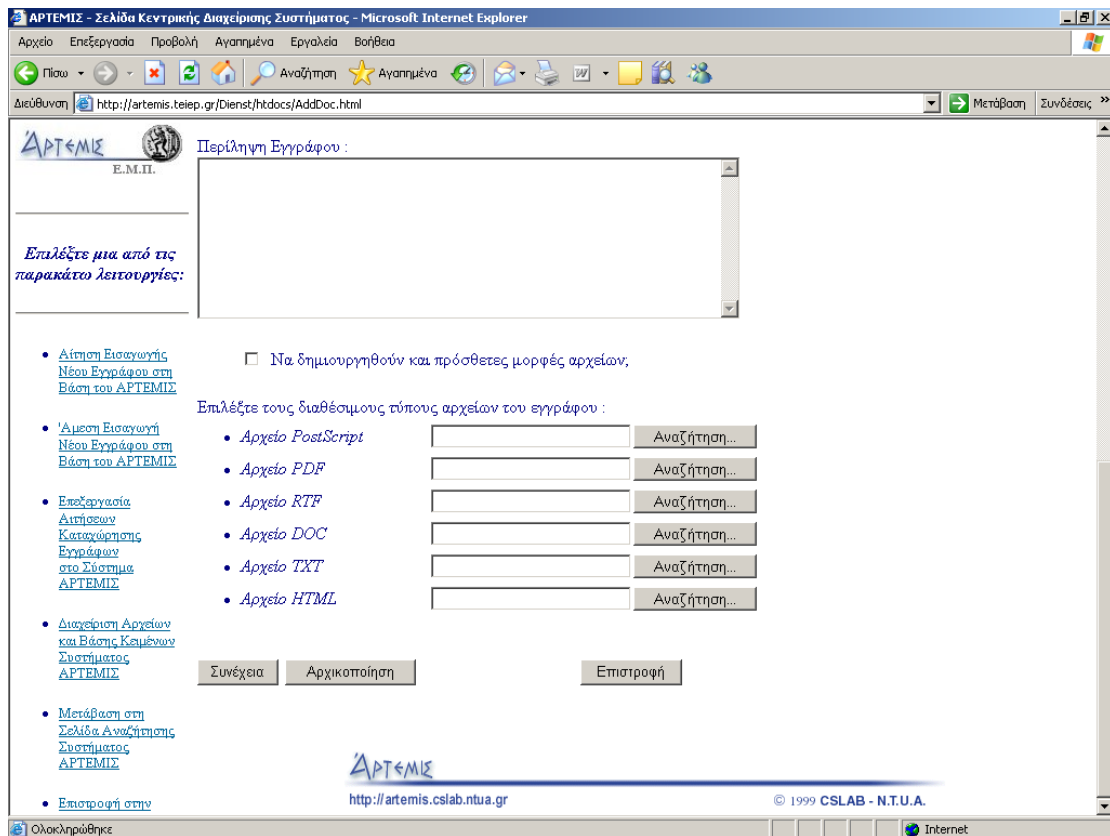 ΑΡΤΕΜΙΣ - Σελίδα Κεντρικής Διαχείρισης Συστήματος - Microsoft Internet Explorer
Αρχείο Επεξεργασία Προβολή Αγαπημένα Εργαλεία Βοήθεια
Πίσω Αναζήτηση Αγαπημένα
Διεύθυνση http://artemis.teiep.gr/Dienst/htdocs/AddDoc.html Μετάβαση Συνδέσεις »
ΆΡΤΕΜΙΣ
Ε.Μ.Π.
Επιλέξτε μια από τις
παρακάτω λειτουργίες:
Αίτηση Εισαγωγής
Νέου Εγγράφου στη
Βάση του ΑΡΤΕΜΙΣ
'Αμεση Εισαγωγή
Νέου Εγγράφου στη
Βάση του ΑΡΤΕΜΙΣ
Επεξεργασία
Αιτήσεων
Καταχώρησης
Εγγράφων
στο Σύστημα
ΑΡΤΕΜΙΣ
Διαχείριση Αρχείων
και Βάσης Κειμένων
Συστήματος
ΑΡΤΕΜΙΣ
Μετάβαση στη
Σελίδα Αναζήτησης
Συστήματος
ΑΡΤΕΜΙΣ
Επιστροφή στην
Περίληψη Εγγράφου :
Να δημιουργηθούν και πρόσθετες μορφές αρχείων;
Επιλέξτε τους διαθέσιμους τύπους αρχείων του εγγράφου :
Αρχείο PostScript Αναζήτηση...
Αρχείο PDF Αναζήτηση...
Αρχείο RTF Αναζήτηση...
Αρχείο DOC Αναζήτηση...
Αρχείο TXT Αναζήτηση...
Αρχείο HTML Αναζήτηση...
Συνέχεια Αρχικοποίηση Επιστροφή
ΆΡΤΕΜΙΣ
http://artemis.cslab.ntua.gr © 1999 CSLAB - N.T.U.A.
Ολοκληρώθηκε Internet